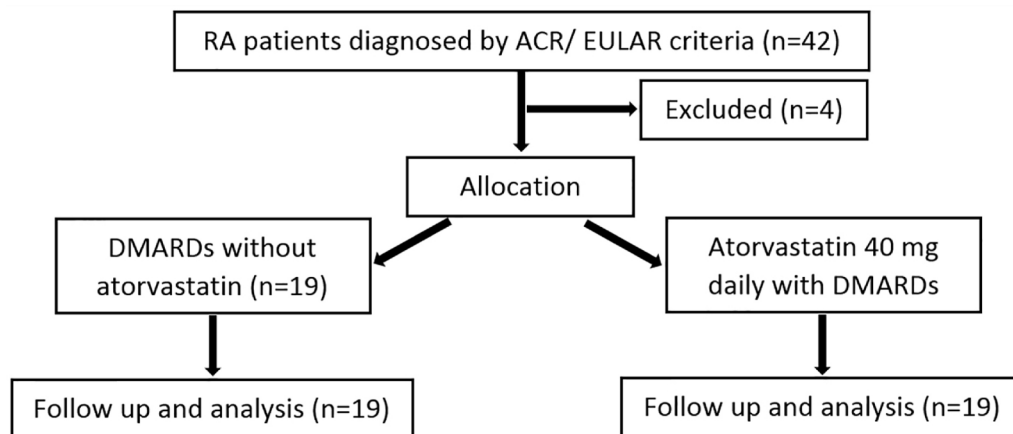 RA patients diagnosed by ACR/ EULAR criteria (n=42)
Excluded (n=4)
Allocation
DMARDs without
atorvastatin (n=19)
Atorvastatin 40 mg
daily with DMARDs
Follow up and analysis (n=19)
Follow up and analysis (n=19)